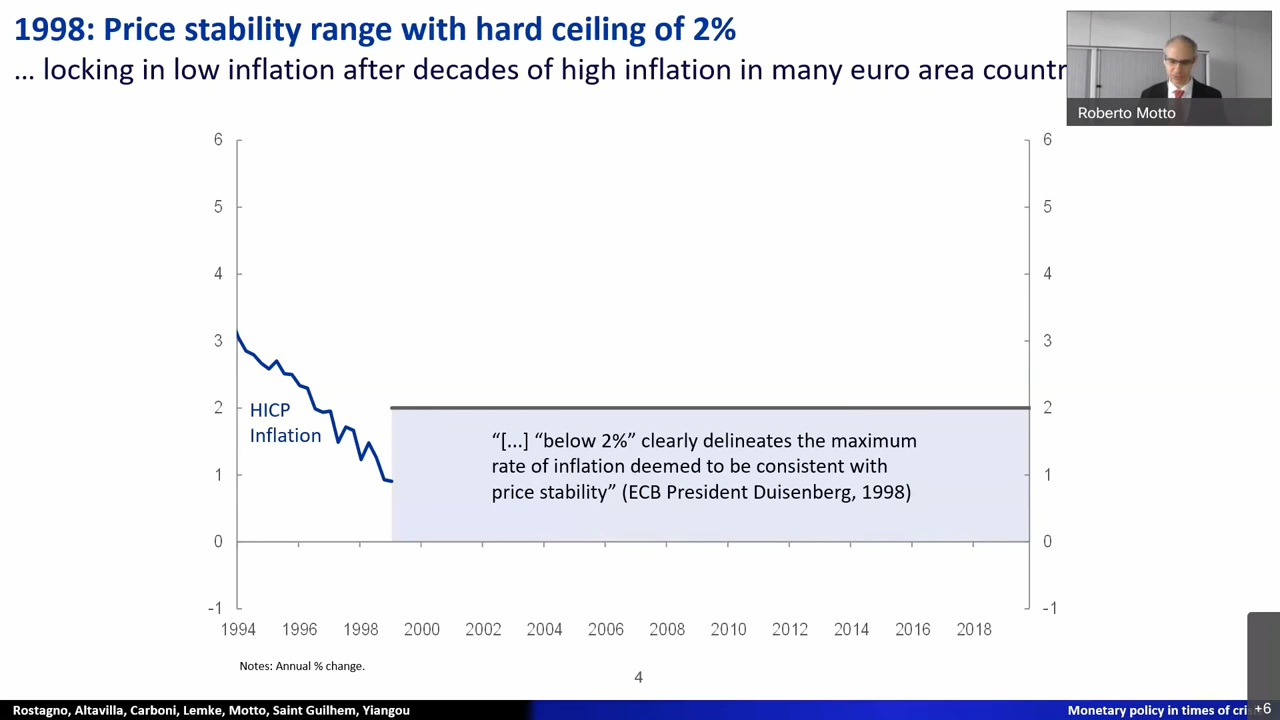 1998: Price stability range with hard ceiling of 2%
... locking in low inflation after decades of high inflation in many euro area countr
Roberto Motto
6
5
4
3
2
1
0
-1
6
5
4
3
2
1
0
-1
HICP
Inflation
“[...] “below 2%” clearly delineates the maximum
rate of inflation deemed to be consistent with
price stability” (ECB President Duisenberg, 1998)
1994 1996 1998 2000 2002 2004 2006 2008 2010 2012 2014 2016 2018
Notes: Annual % change.
4
Rostagno, Altavilla, Carboni, Lemke, Motto, Saint Guilhem, Yiangou
Monetary policy in times of cri
+6